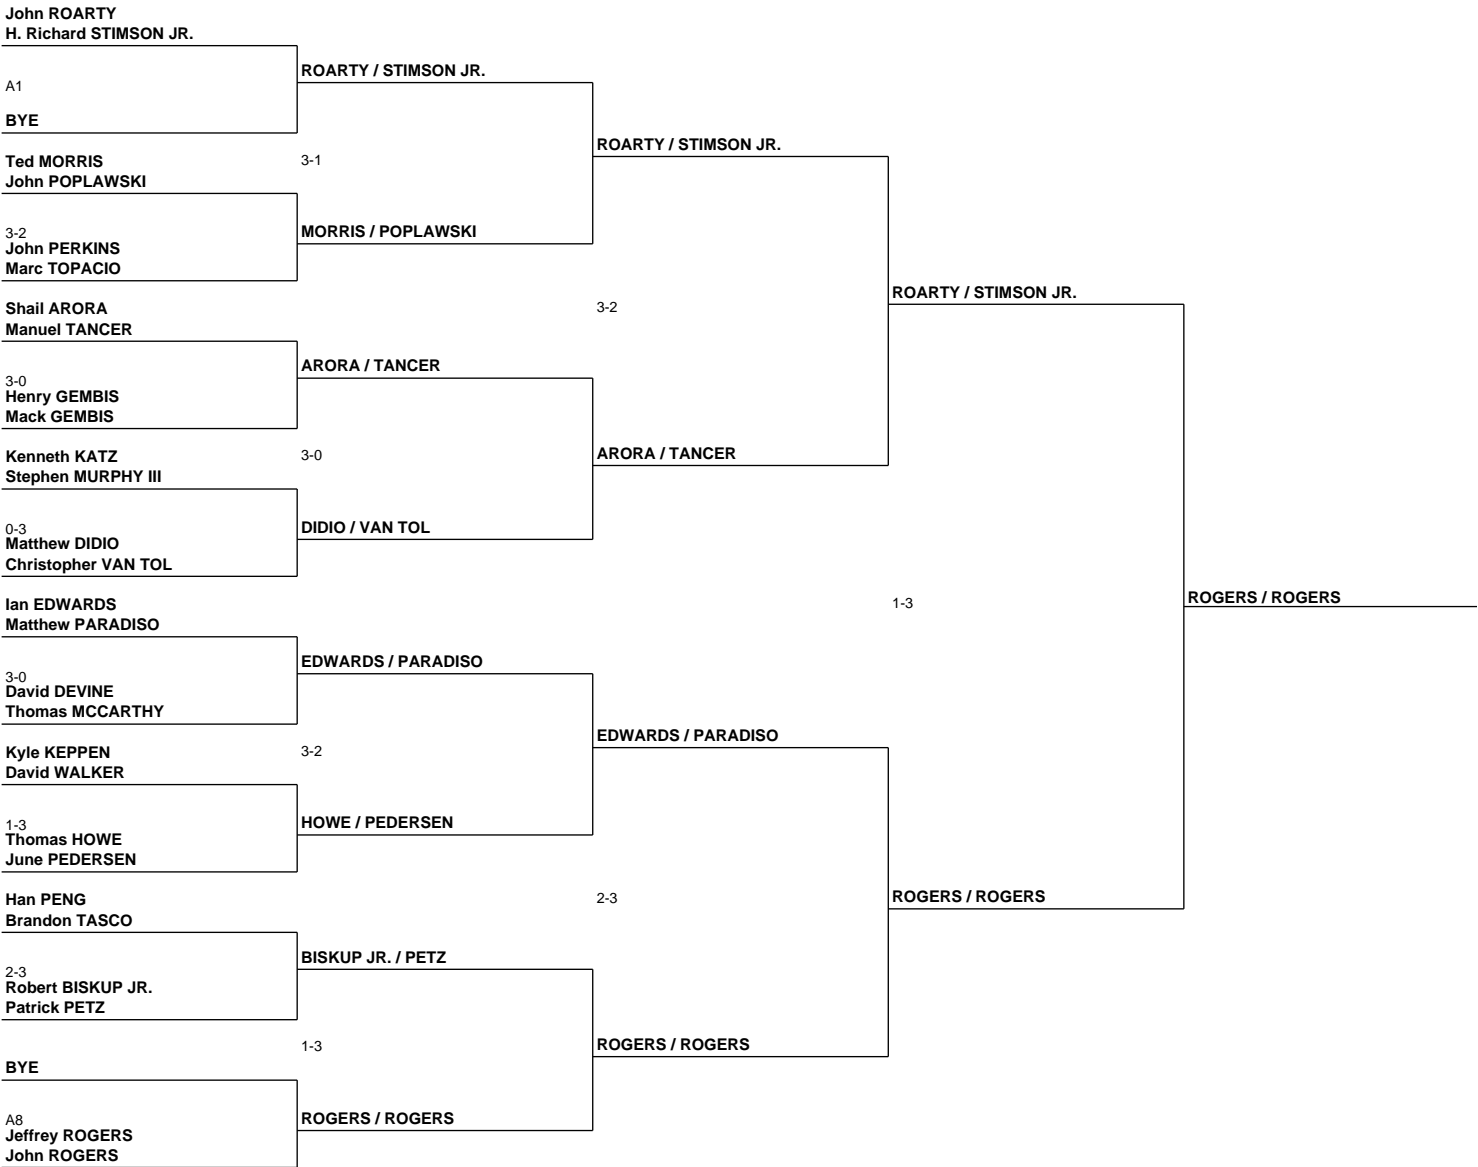 John ROARTY
H. Richard STIMSON JR.
A1
BYE
Ted MORRIS
John POPLAWSKI
3-2
John PERKINS
Marc TOPACIO
Shail ARORA
Manuel TANCER
3-0
Henry GEMBIS
Mack GEMBIS
Kenneth KATZ
Stephen MURPHY III
0-3
Matthew DIDIO
Christopher VAN TOL
Ian EDWARDS
Matthew PARADISO
3-0
David DEVINE
Thomas MCCARTHY
Kyle KEPPEN
David WALKER
1-3
Thomas HOWE
June PEDERSEN
Han PENG
Brandon TASCO
2-3
Robert BISKUP JR.
Patrick PETZ
BYE
A8
Jeffrey ROGERS
John ROGERS
ROARTY / STIMSON JR.
3-1
MORRIS / POPLAWSKI
ARORA / TANCER
3-0
DIDIO / VAN TOL
EDWARDS / PARADISO
3-2
HOWE / PEDERSEN
BISKUP JR. / PETZ
1-3
ROGERS / ROGERS
ROARTY / STIMSON JR.
3-2
ARORA / TANCER
EDWARDS / PARADISO
2-3
ROGERS / ROGERS
ROARTY / STIMSON JR.
1-3
ROGERS / ROGERS
ROGERS / ROGERS